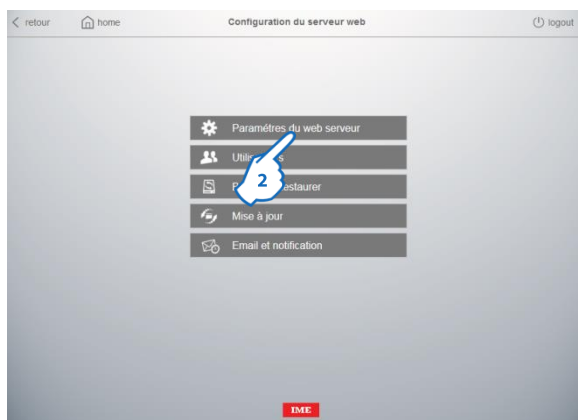 retour
home
Configuration du serveur web
logout
Paramétres du web serveur
2
Mise à jour
Email et notification
IME